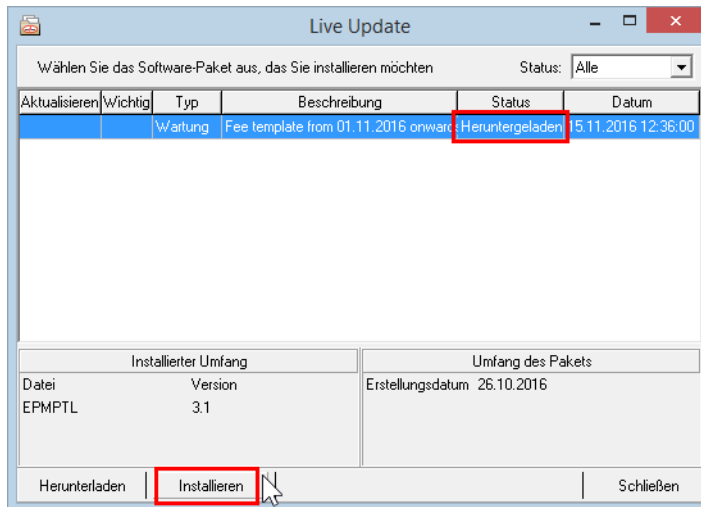 Live Update
Wählen Sie das Software-Paket aus, das Sie installieren möchten Status: Alle
Aktualisieren Wichtig Typ Beschreibung Status Datum
Wartung Fee template from 01.11.2016 onwards Heruntergeladen 15.11.2016 12:36:00
Installierter Umfang Umfang des Pakets
Datei Version Erstellungsdatum 26.10.2016
EPMPTL 3.1
Herunterladen Installieren Schließen